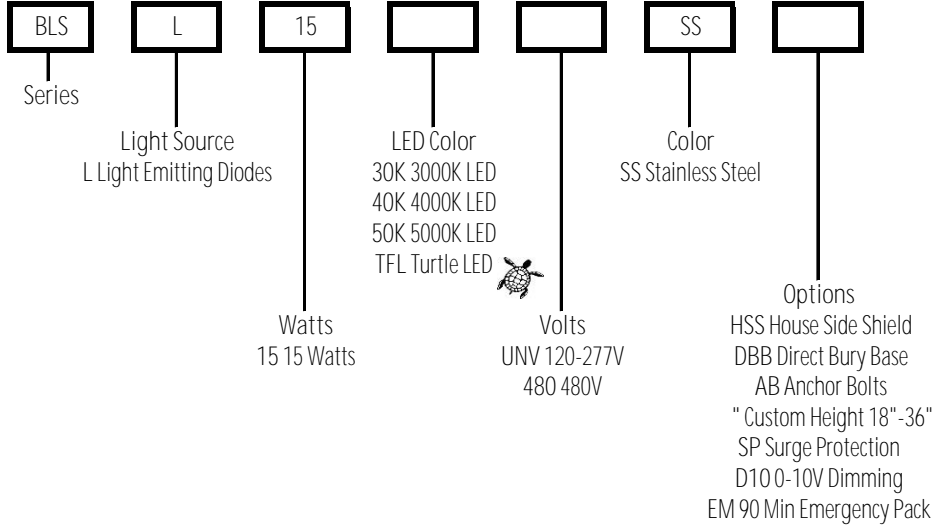 BLS
L
15
SS
Series
Light Source
L Light Emitting Diodes
Watts
15 15 Watts
LED Color
30K 3000K LED
40K 4000K LED
50K 5000K LED
TFL Turtle LED
Volts
UNV 120-277V
480 480V
Color
SS Stainless Steel
Options
HSS House Side Shield
DBB Direct Bury Base
AB Anchor Bolts
" Custom Height 18"-36"
SP Surge Protection
D10 0-10V Dimming
EM 90 Min Emergency Pack